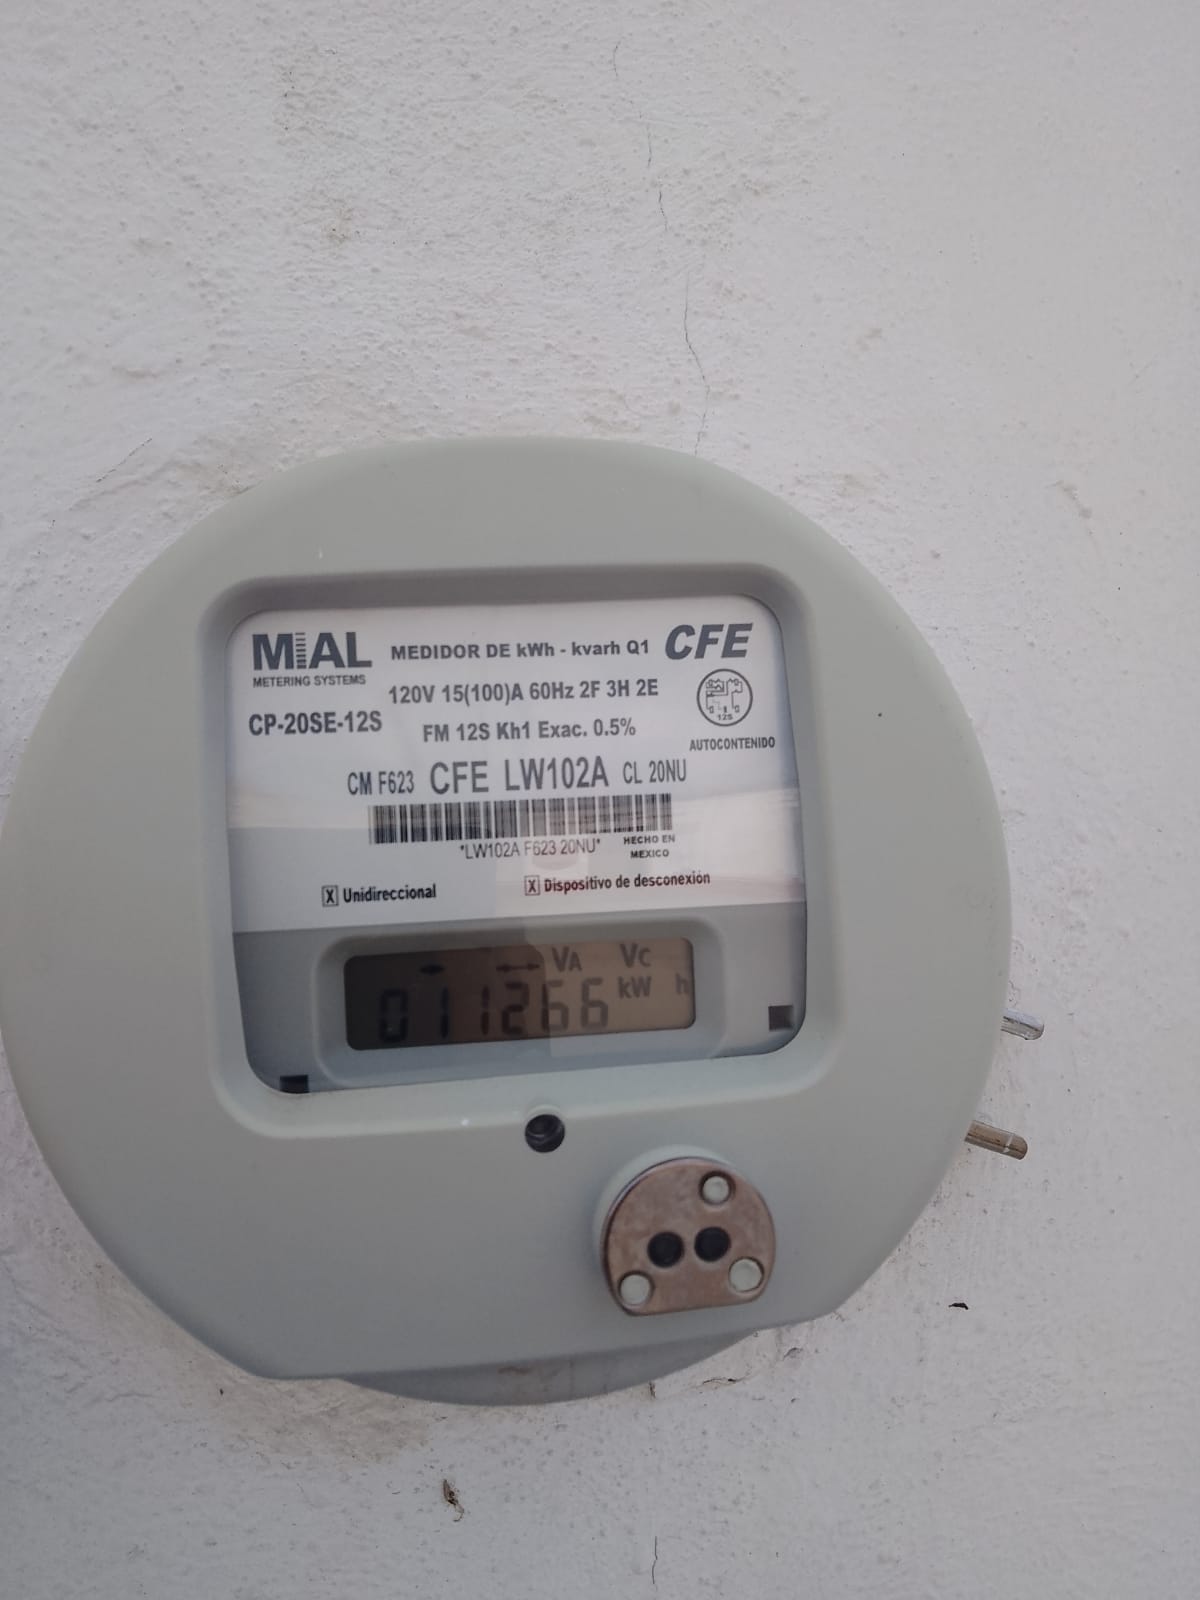 MIAL
METERING SYSTEMS
MEDIDOR DE kWh - kvarh Q1
CFE
120V 15(100)A 60Hz 2F 3H 2E
CP-20SE-12S
FM 12S Kh1 Exac. 0.5%
12S
AUTOCONTENIDO
CM F623 CFE LW102A CL 20NU
*LW102A F623 20NU*
HECHO EN
MEXICO
X Unidireccional
X Dispositivo de desconexión
VA VC
011266 kW h